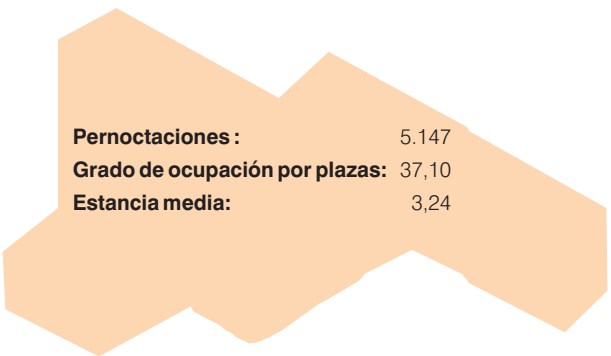 Pernoctaciones : 5.147
Grado de ocupación por plazas: 37,10
Estancia media: 3,24